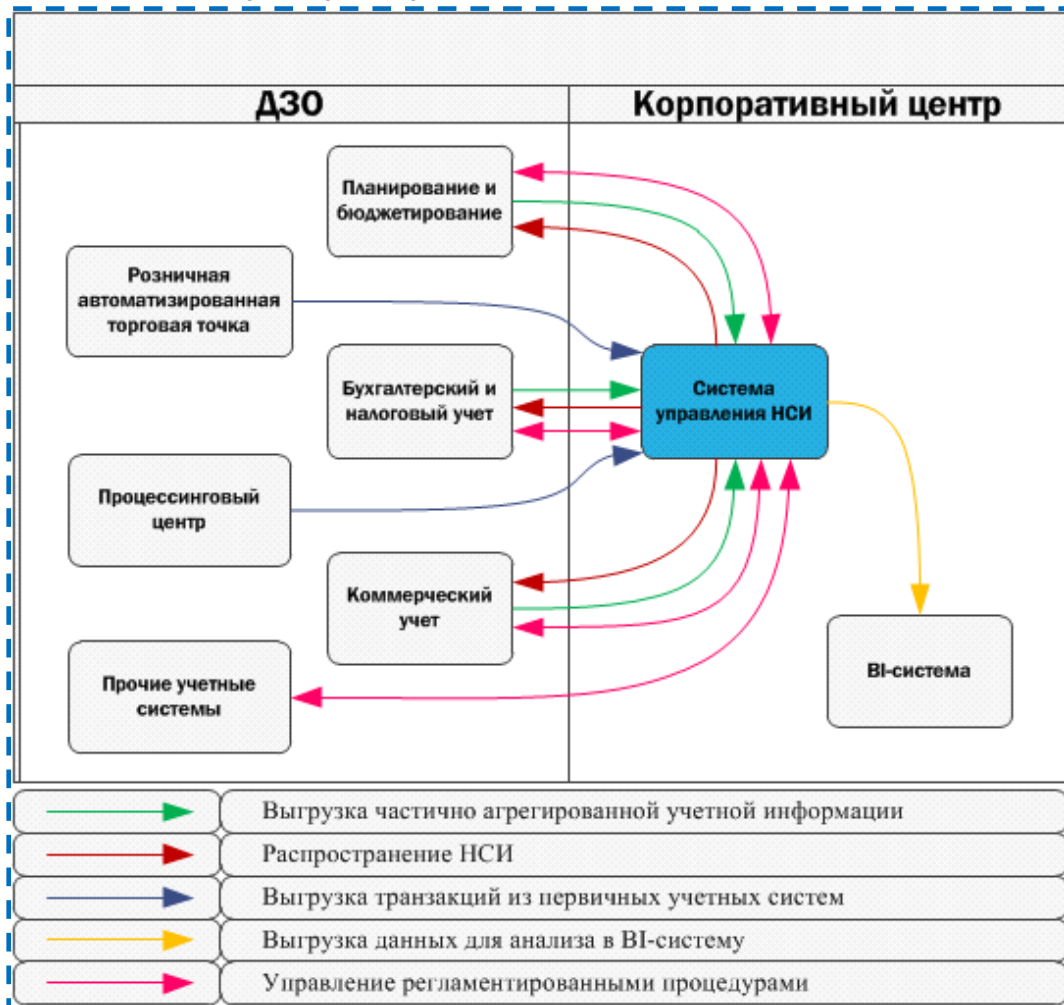 ДЗО
Корпоративный центр
Планирование и
бюджетирование
Розничная
автоматизированная
торговая точка
Бухгалтерский и
налоговый учет
Система
управления НСИ
Процессинговый
центр
Коммерческий
учет
Прочие учетные
системы
BI-система
Выгрузка частично агрегированной учетной информации
Распространение НСИ
Выгрузка транзакций из первичных учетных систем
Выгрузка данных для анализа в BI-систему
Управление регламентированными процедурами